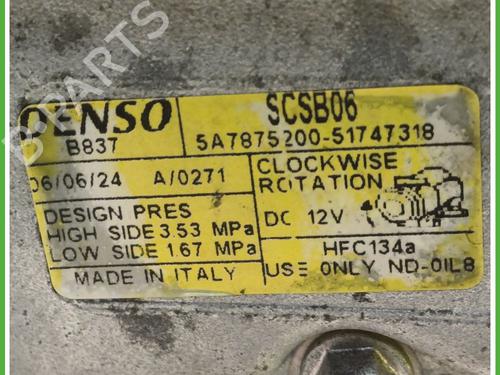 DENSO
SCSB06
B837
5A7875200-51747318
06/06/24 A/0271
CLOCKWISE
ROTATION
DESIGN PRES
HIGH SIDE 3.53 MPa
LOW SIDE 1.67 MPa
DC 12V
HFC134a
MADE IN ITALY
USE ONLY ND-OIL8
B PARTS